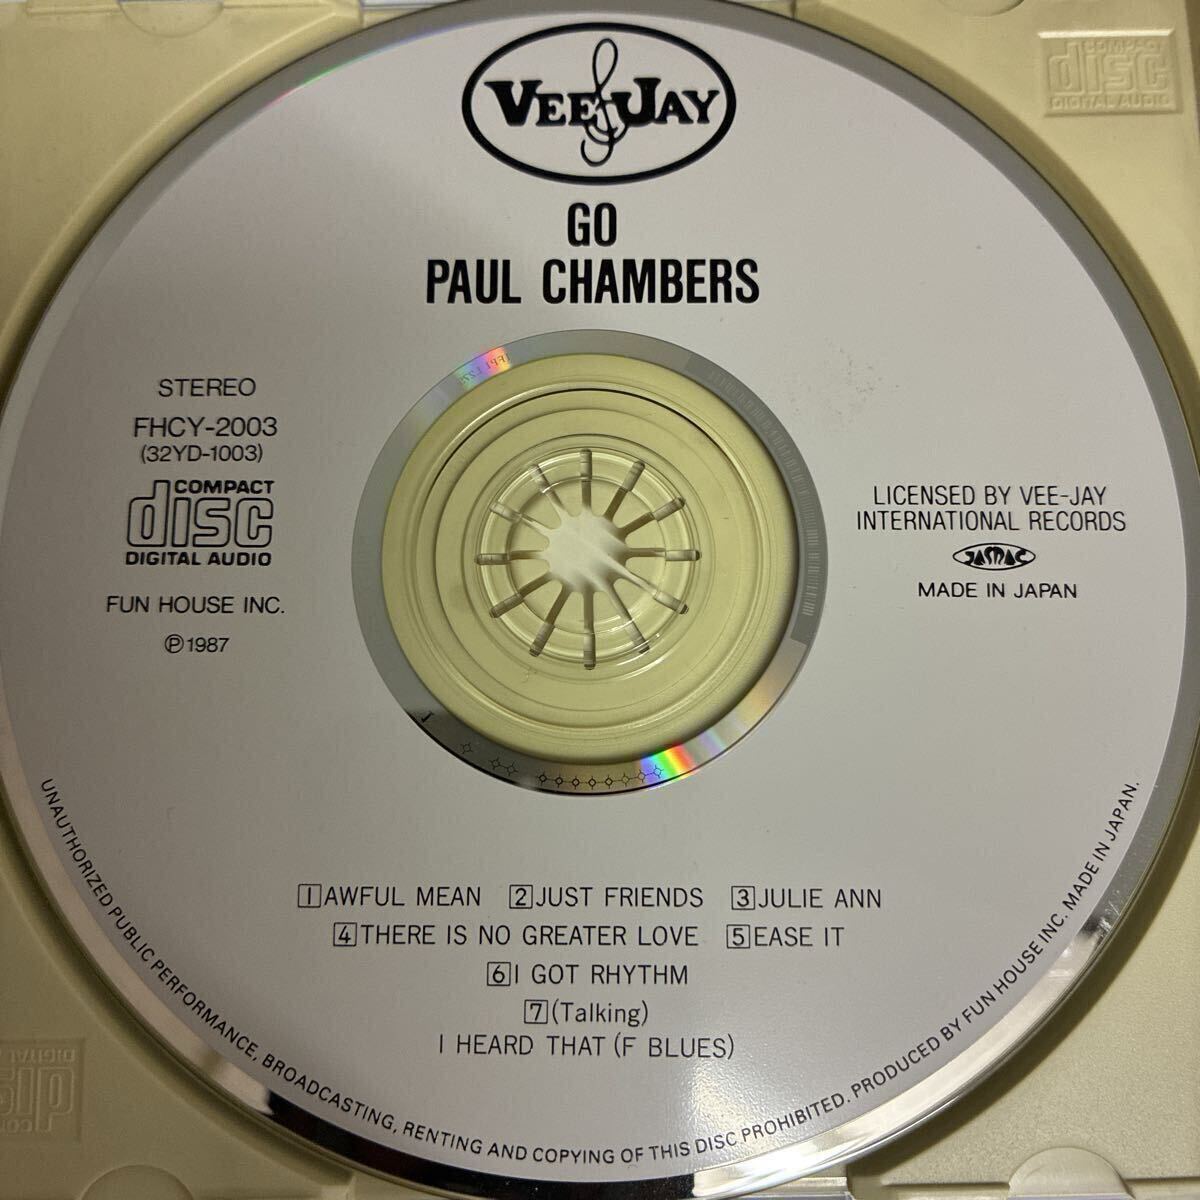 VEE JAY
GO
PAUL CHAMBERS
STEREO
FHCY-2003
(32YD-1003)
COMPACT
disc
DIGITAL AUDIO
FUN HOUSE INC.
Ⓟ1987
LICENSED BY VEE-JAY
INTERNATIONAL RECORDS
JASRAC
MADE IN JAPAN
1 AWFUL MEAN 2 JUST FRIENDS 3 JULIE ANN
4 THERE IS NO GREATER LOVE 5 EASE IT
6 I GOT RHYTHM
7 (Talking)
I HEARD THAT (F BLUES)
UNAUTHORIZED PUBLIC PERFORMANCE, BROADCASTING, RENTING AND COPYING OF THIS DISC PROHIBITED. PRODUCED BY FUN HOUSE INC. MADE IN JAPAN.
COMPACT
disc
DIGITAL AUDIO